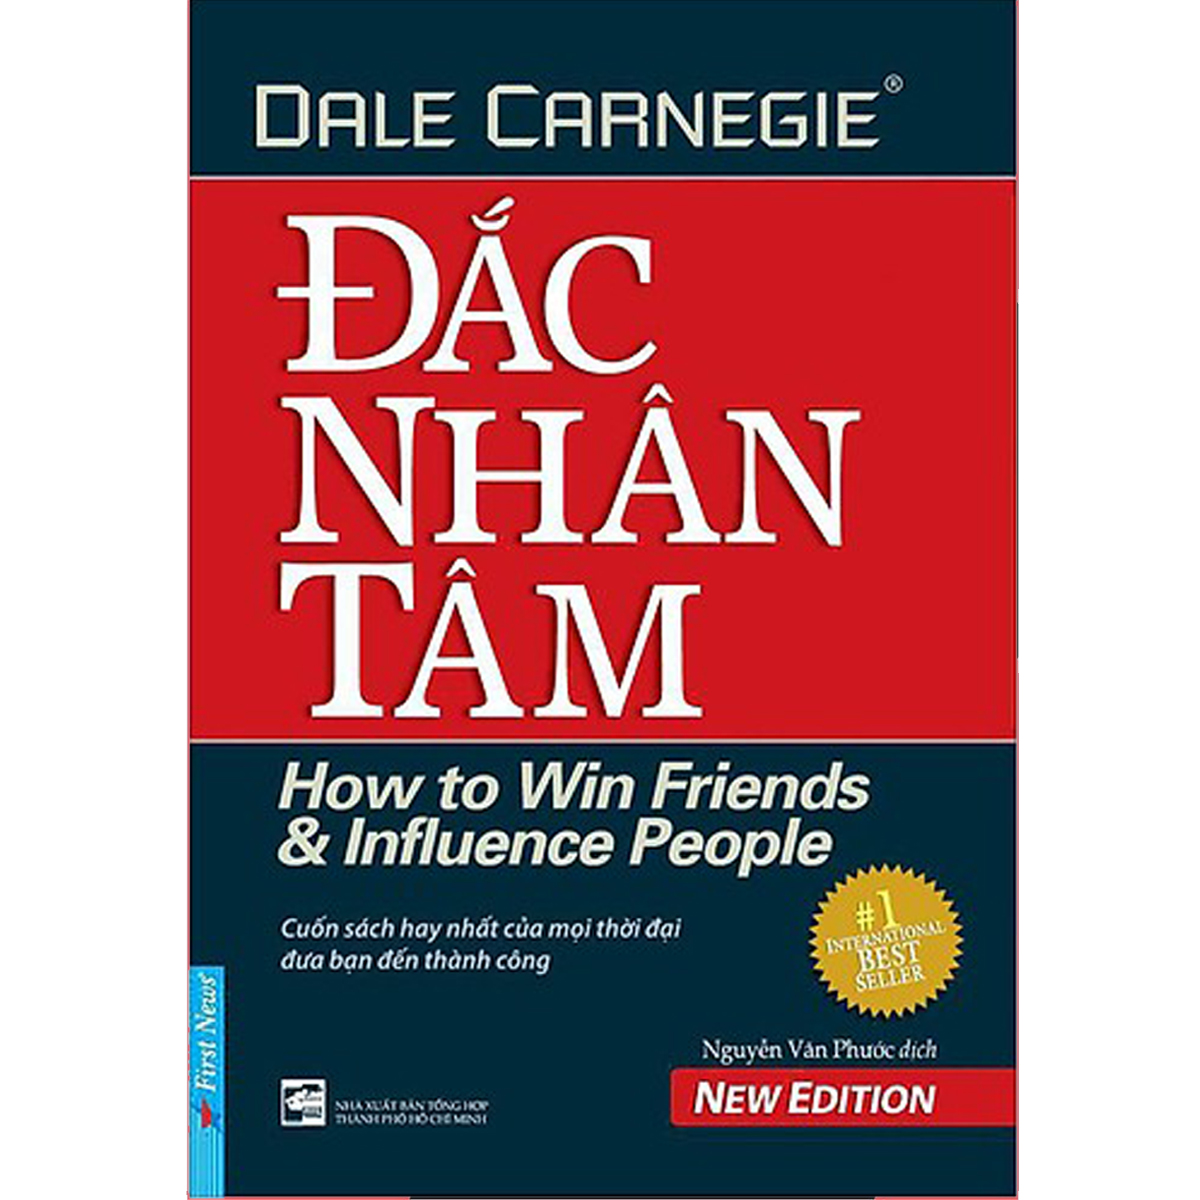 DALE CARNEGIE®
ĐẮC
NHÂN
TÂM
How to Win Friends
& Influence People
Cuốn sách hay nhất của mọi thời đại
đưa bạn đến thành công
#1
INTERNATIONAL
BEST
SELLER
Nguyễn Văn Phước dịch
NEW EDITION
First News
NHÀ XUẤT BẢN TỔNG HỢP
THÀNH PHỐ HỒ CHÍ MINH